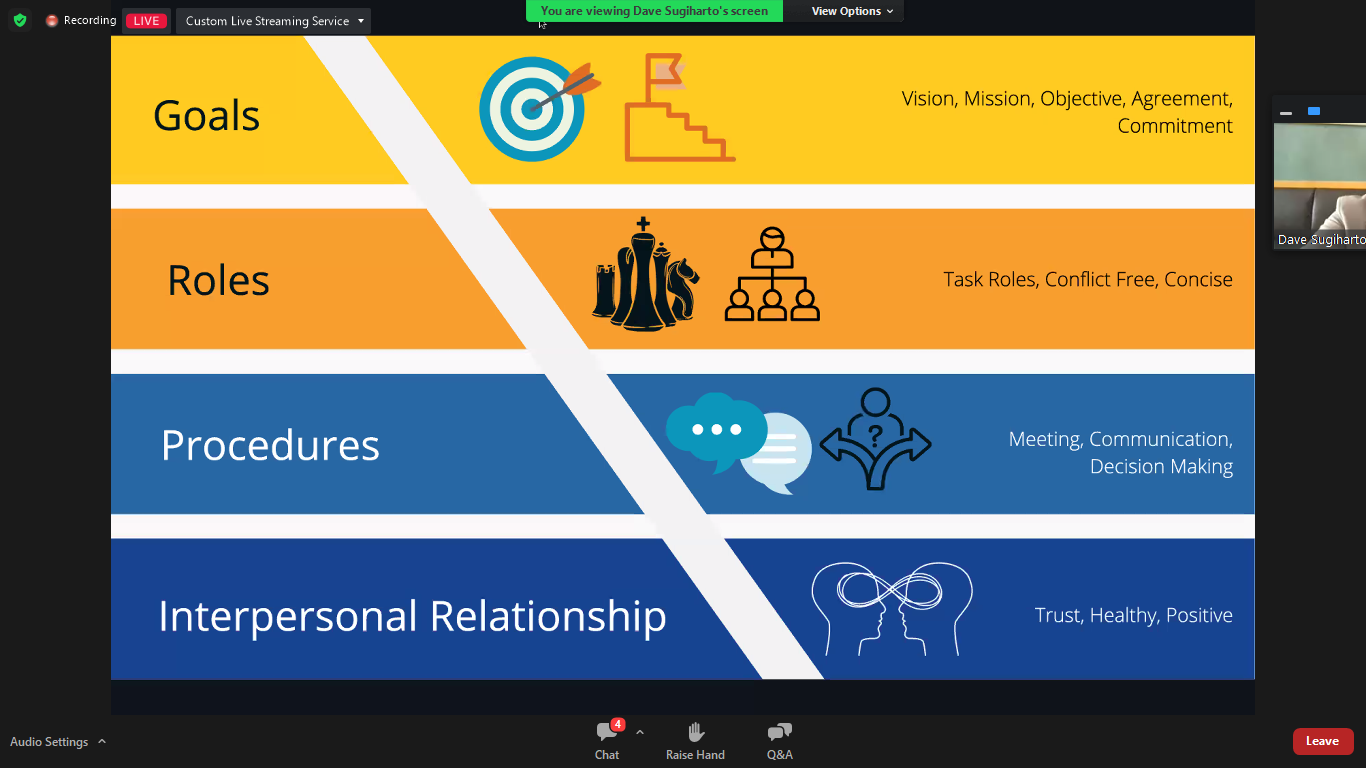 Recording
LIVE
Custom Live Streaming Service
You are viewing Dave Sugiharto's screen
View Options
Goals
Vision, Mission, Objective, Agreement,
Commitment
Roles
Task Roles, Conflict Free, Concise
Procedures
?
Meeting, Communication,
Decision Making
Interpersonal Relationship
Trust, Healthy, Positive
Dave Sugiharto
Audio Settings
4
Chat
Raise Hand
Q&A
Leave